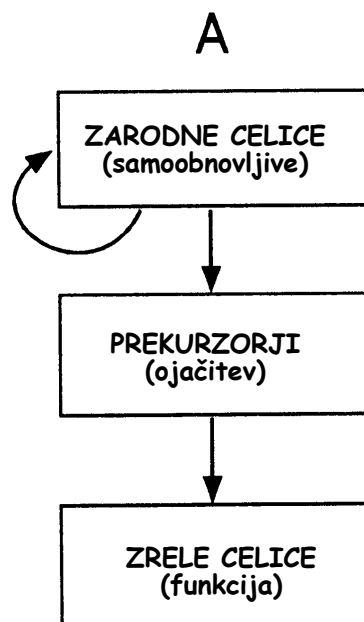 A
ZARODNE CELICE
(samoobnovljive)
PREKURZORJI
(ojačitev)
ZRELE CELICE
(funkcija)